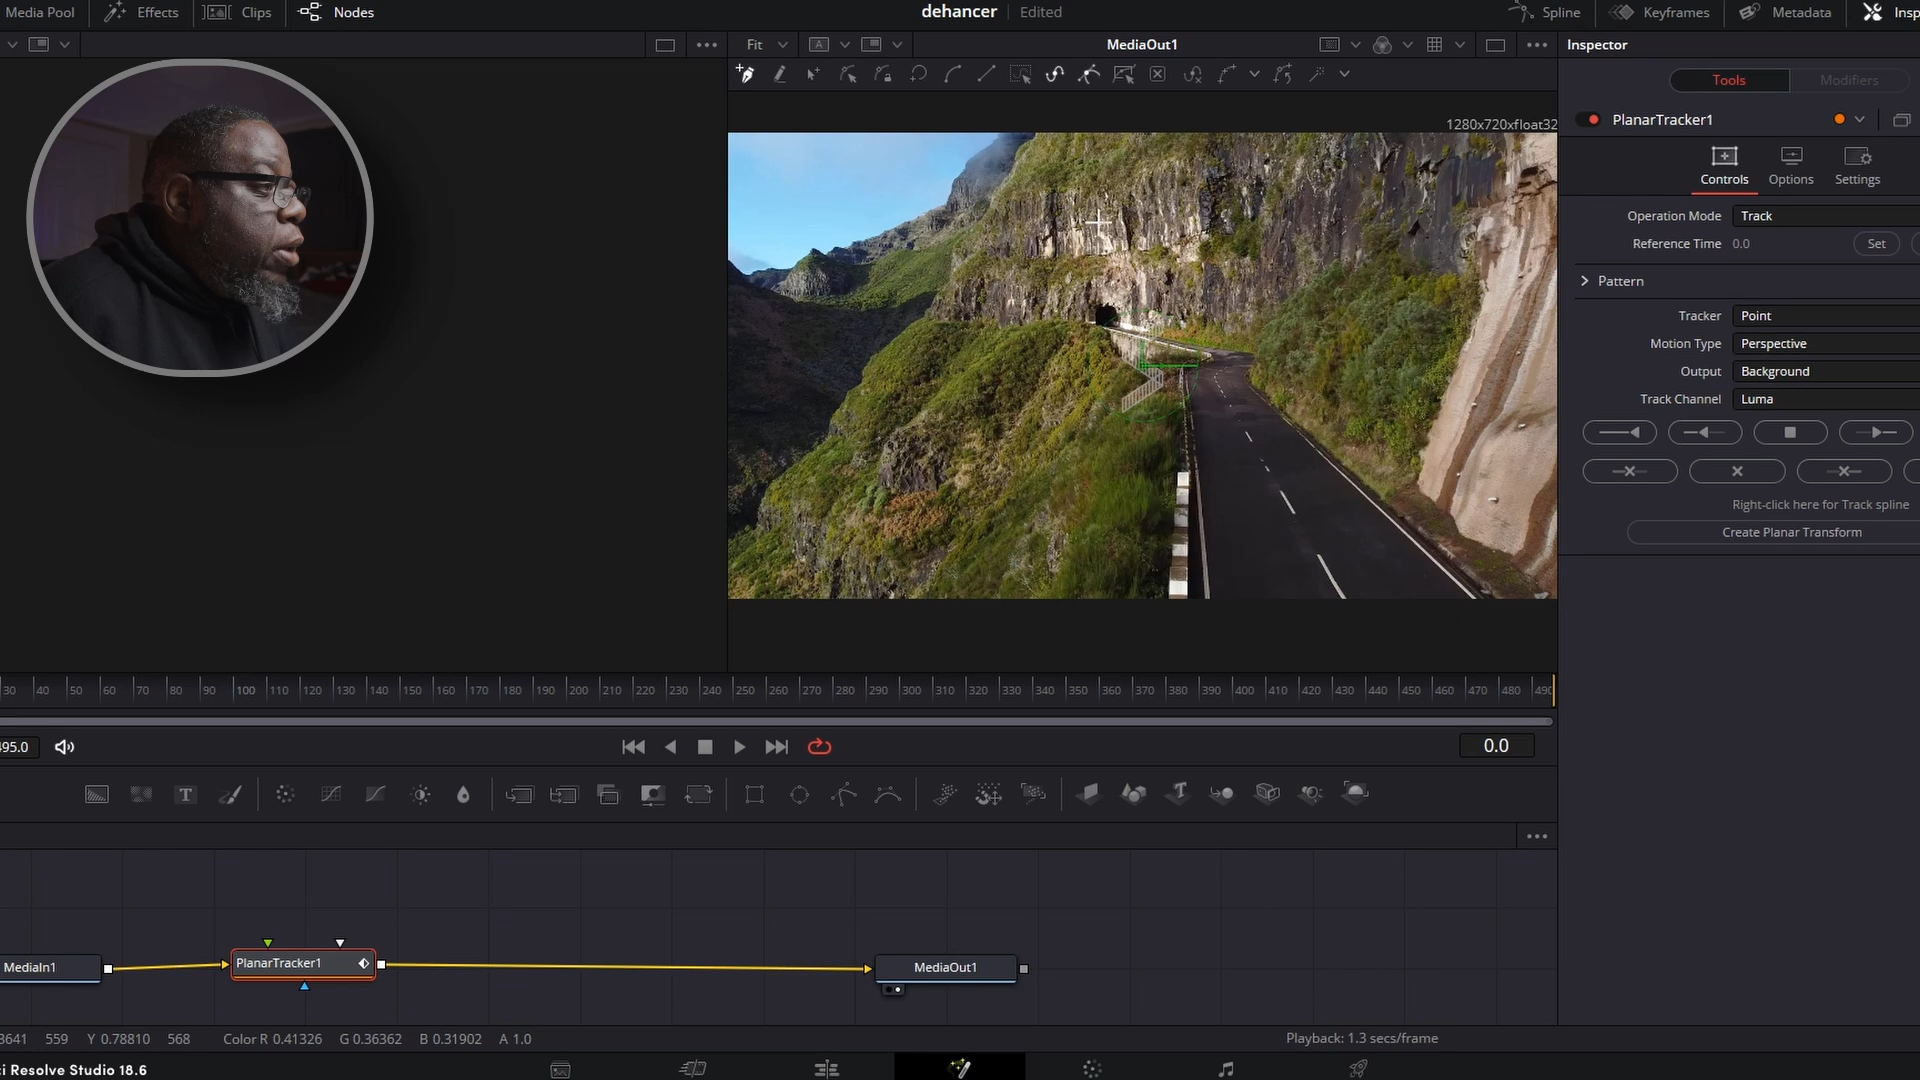 Media Pool Effects Clips Nodes dehancer Edited Spline Keyframes Metadata
Fit A MediaOut1 Inspector
Tools Modifiers
1280x720xfloat32
PlanarTracker1
Controls Options Settings
Operation Mode Track
Reference Time 0.0 Set
Pattern
Tracker Point
Motion Type Perspective
Output Background
Track Channel Luma
Right-click here for Track spline
Create Planar Transform
30 40 50 60 70 80 90 100 110 120 130 140 150 160 170 180 190 200 210 220 230 240 250 260 270 280 290 300 310 320 330 340 350 360 370 380 390 400 410 420 430 440 450 460 470 480 490
95.0 0.0
T T
MediaIn1 PlanarTracker1 MediaOut1
3641 559 Y 0.78810 568 Color R 0.41326 G 0.36362 B 0.31902 A 1.0 Playback: 1.3 secs/frame
i Resolve Studio 18.6